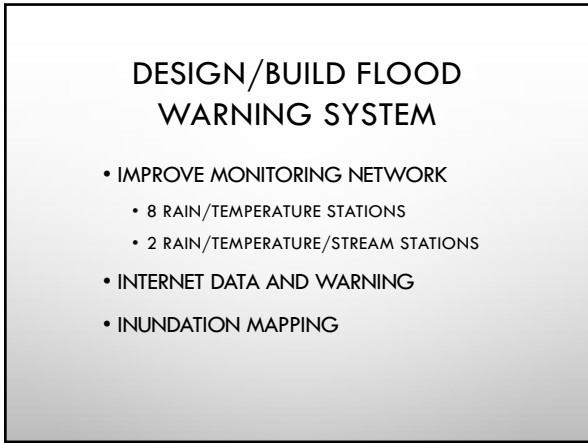 DESIGN/BUILD FLOOD
WARNING SYSTEM
• IMPROVE MONITORING NETWORK
• 8 RAIN/TEMPERATURE STATIONS
• 2 RAIN/TEMPERATURE/STREAM STATIONS
• INTERNET DATA AND WARNING
• INUNDATION MAPPING